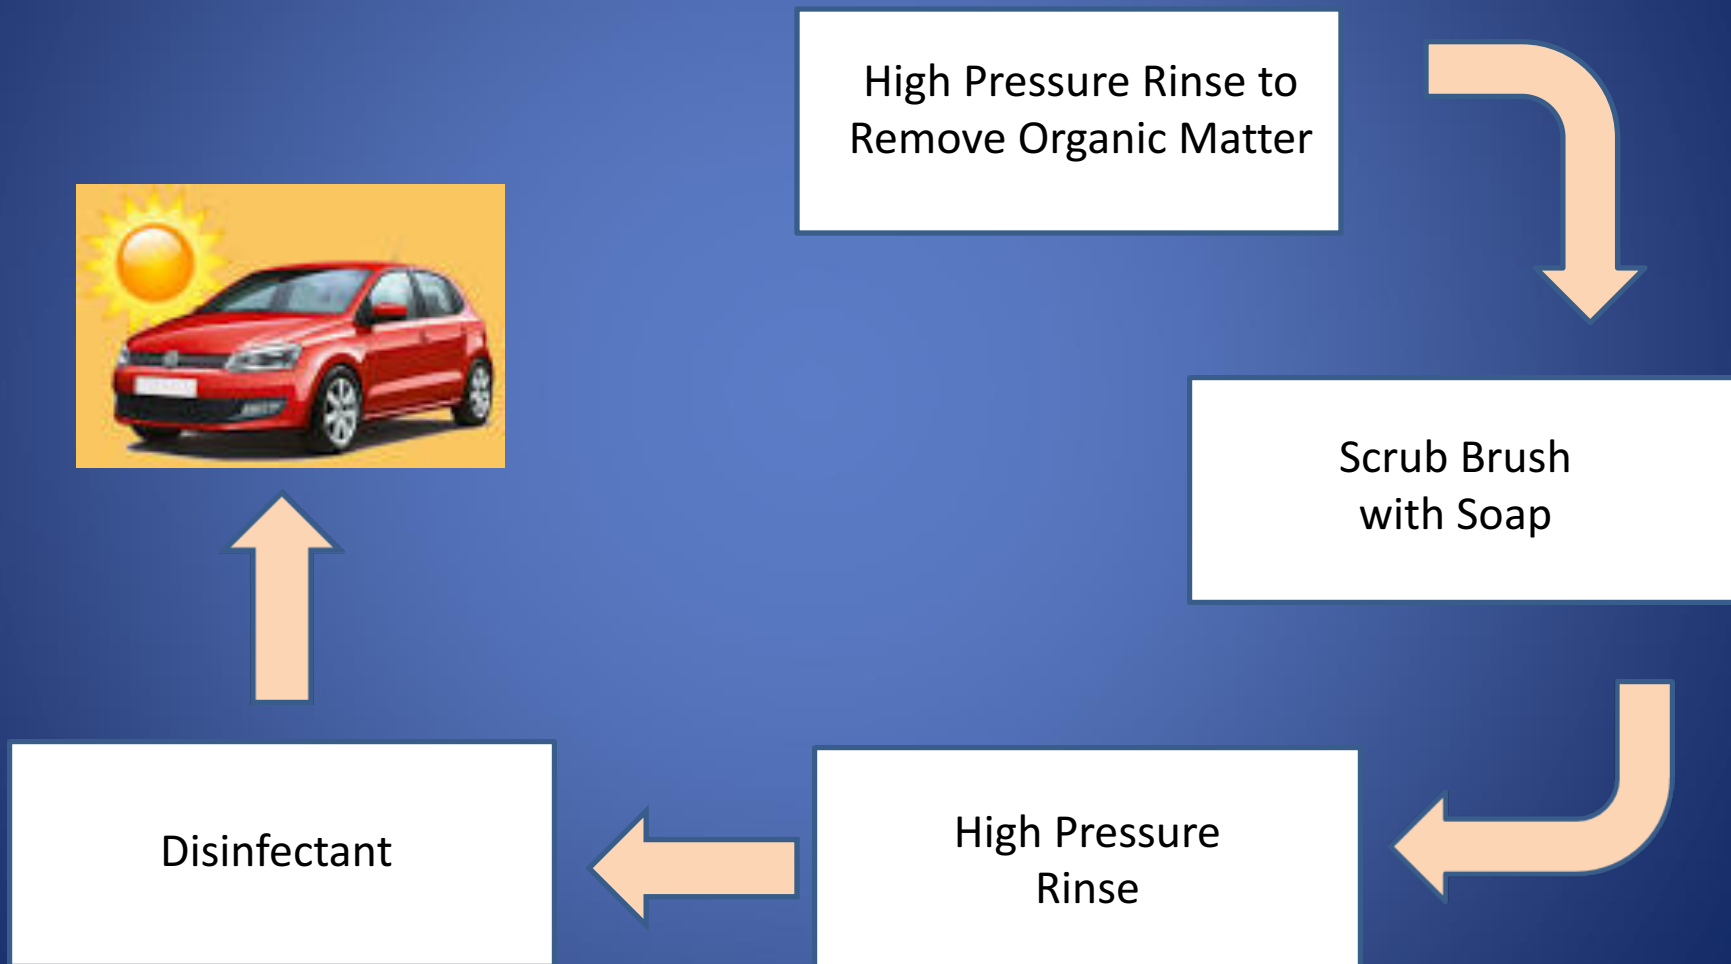 High Pressure Rinse to
Remove Organic Matter
Scrub Brush
with Soap
High Pressure
Rinse
Disinfectant